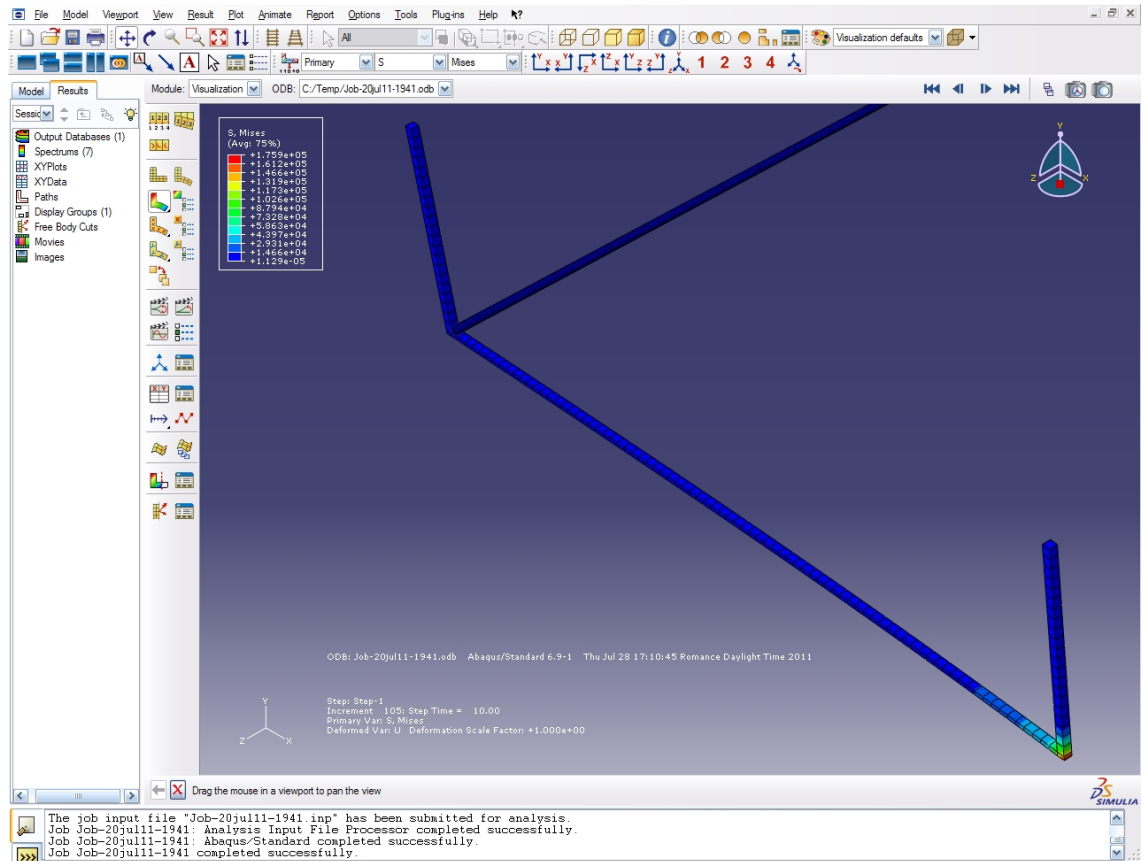 File Model Viewport View Result Plot Animate Report Options Tools Plug-ins Help
All
Visualization defaults
Primary S Mises
1 2 3 4
Model Results
Module: Visualization ODB: C:/Temp/Job-20jul11-1941.odb
Output Databases (1)
Spectrums (7)
XYPlots
XYData
Paths
Display Groups (1)
Free Body Cuts
Movies
Images
S, Mises
(Avg: 75%)
+1.759e+05
+1.612e+05
+1.466e+05
+1.319e+05
+1.173e+05
+1.026e+05
+8.794e+04
+7.328e+04
+5.863e+04
+4.397e+04
+2.931e+04
+1.466e+04
+1.129e-05
Y
Z X
ODB: Job-20jul11-1941.odb Abaqus/Standard 6.9-1 Thu Jul 28 17:10:45 Romance Daylight Time 2011
Y
Z X
Step: Step-1
Increment 105: Step Time = 10.00
Primary Var: S, Mises
Deformed Var: U Deformation Scale Factor: +1.000e+00
Drag the mouse in a viewport to pan the view
SIMULIA
The job input file "Job-20jul11-1941.inp" has been submitted for analysis.
Job Job-20jul11-1941: Analysis Input File Processor completed successfully.
Job Job-20jul11-1941: Abaqus/Standard completed successfully.
Job Job-20jul11-1941 completed successfully.